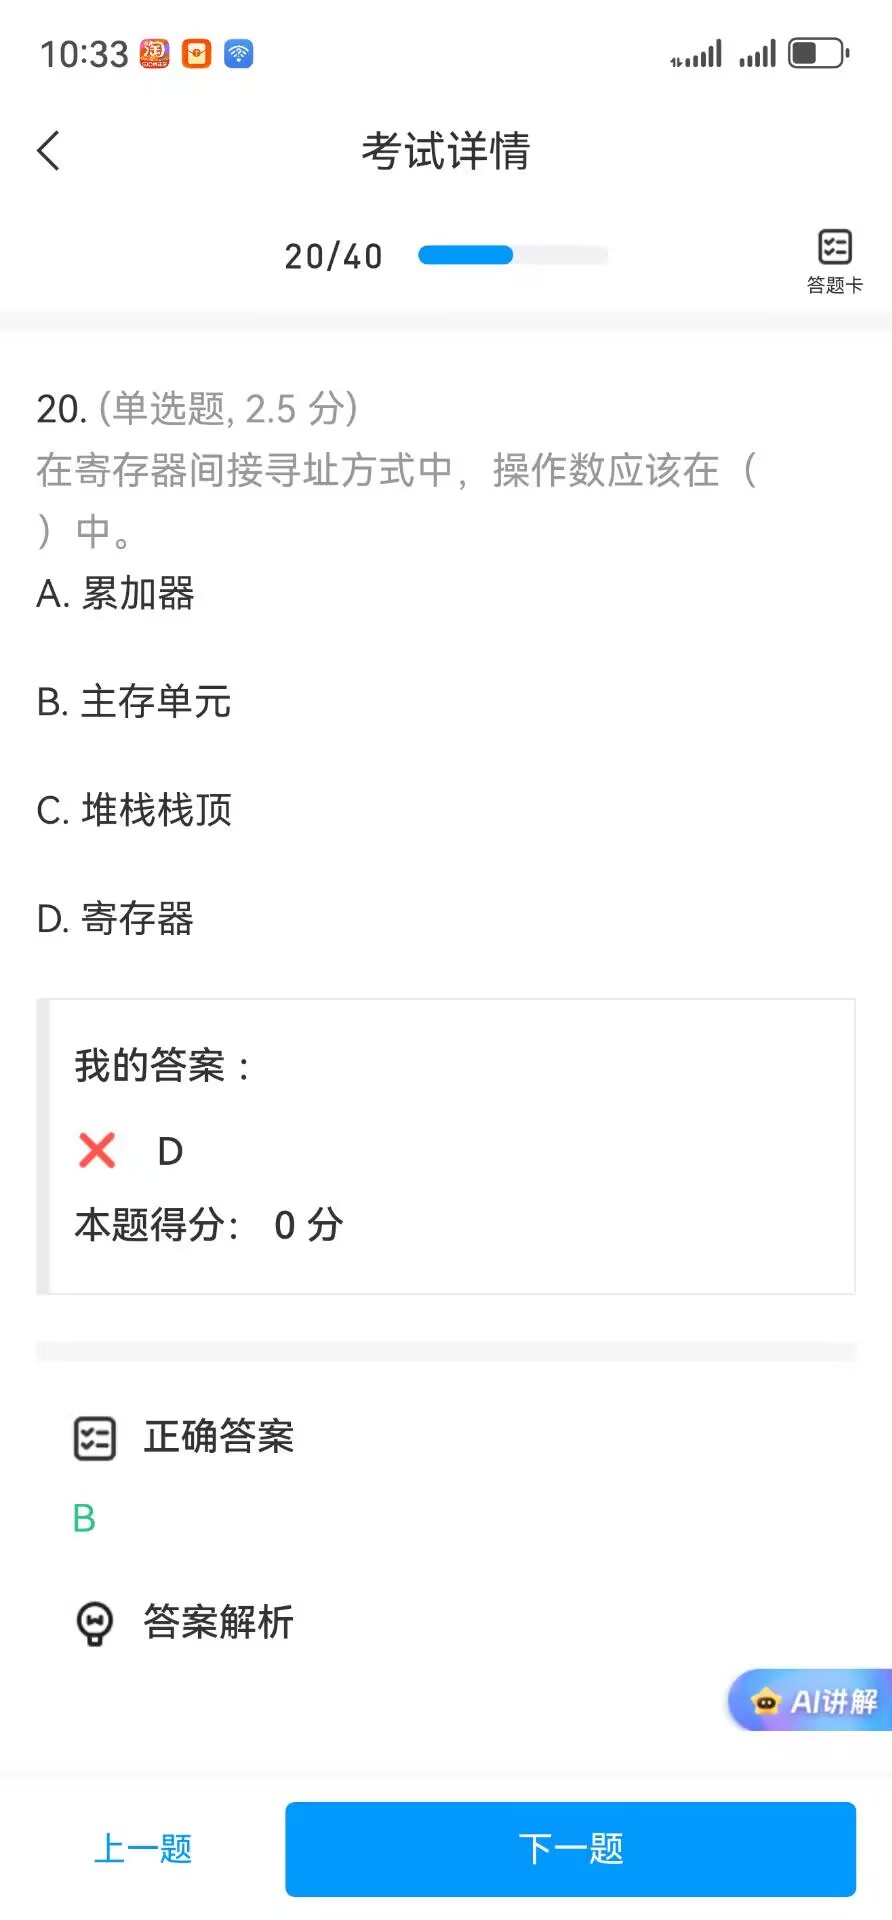 10:33
考试详情
20/40
答题卡
20. (单选题, 2.5 分)
在寄存器间接寻址方式中，操作数应该在（
）中。
A. 累加器
B. 主存单元
C. 堆栈栈顶
D. 寄存器
我的答案：
D
本题得分： 0 分
正确答案
B
答案解析
AI讲解
上一题
下一题